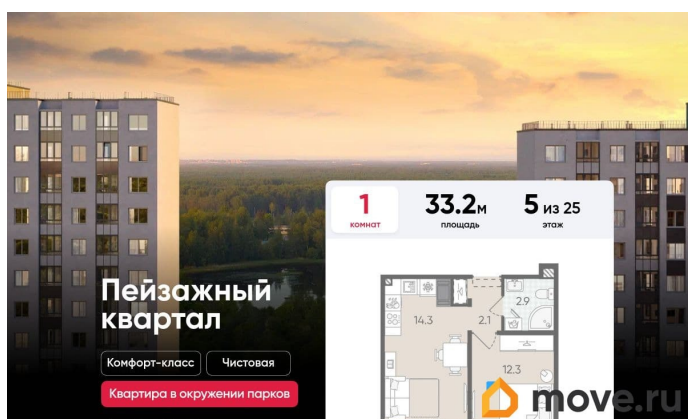 1
комнат
33.2м
площадь
5 из 25
этаж
Пейзажный
квартал
Комфорт-класс
Чистовая
Квартира в окружении парков
14.3
2.1
2.9
12.3
move.ru